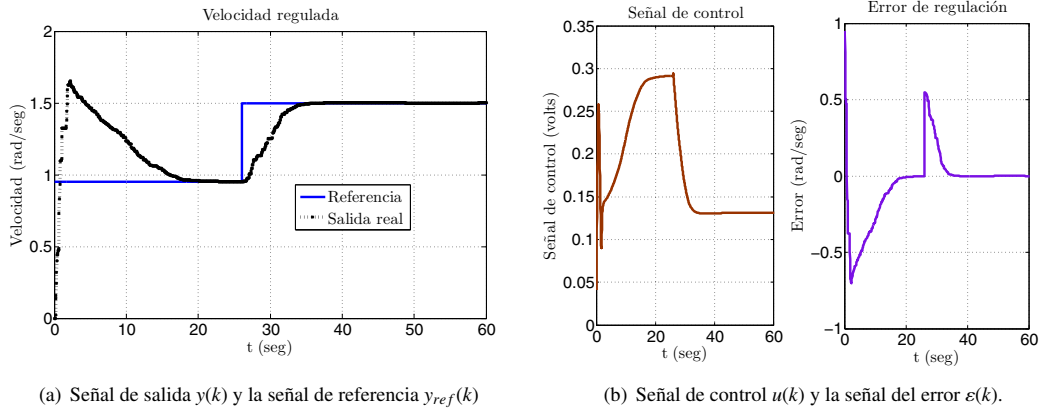 Velocidad regulada
Velocidad (rad/seg)
2
1.5
1
0.5
0
0 10 20 30 40 50 60
t (seg)
Referencia
Salida real
Señal de control
Señal de control (volts)
0.4
0.35
0.3
0.25
0.2
0.15
0.1
0.05
0
0 20 40 60
t (seg)
Error de regulación
Error (rad/seg)
0.5
0
−0.5
−1
0 20 40 60
t (seg)
(a) Señal de salida y(k) y la señal de referencia y_ref(k)
(b) Señal de control u(k) y la señal del error ε(k).